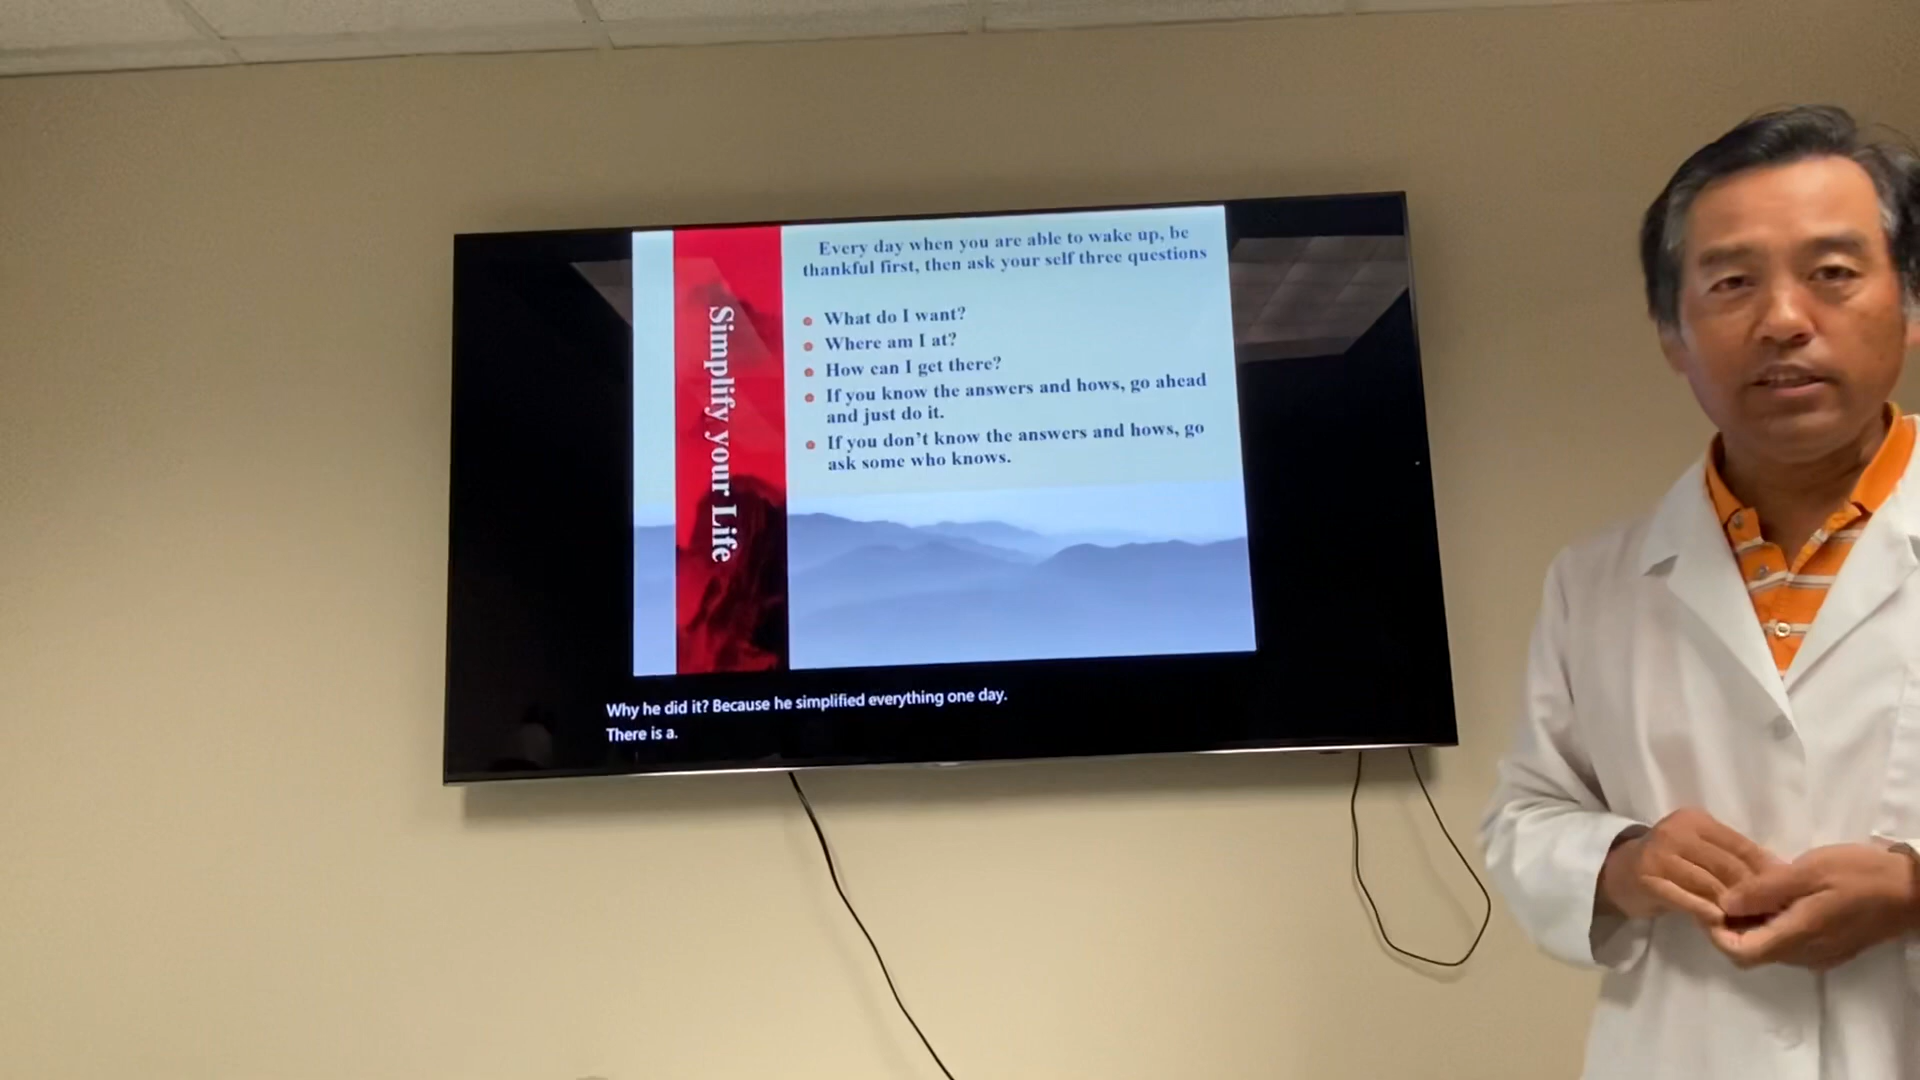 Simplify your Life
Every day when you are able to wake up, be
thankful first, then ask your self three questions
What do I want?
Where am I at?
How can I get there?
If you know the answers and hows, go ahead
and just do it.
If you don't know the answers and hows, go
ask some who knows.
Why he did it? Because he simplified everything one day.
There is a.